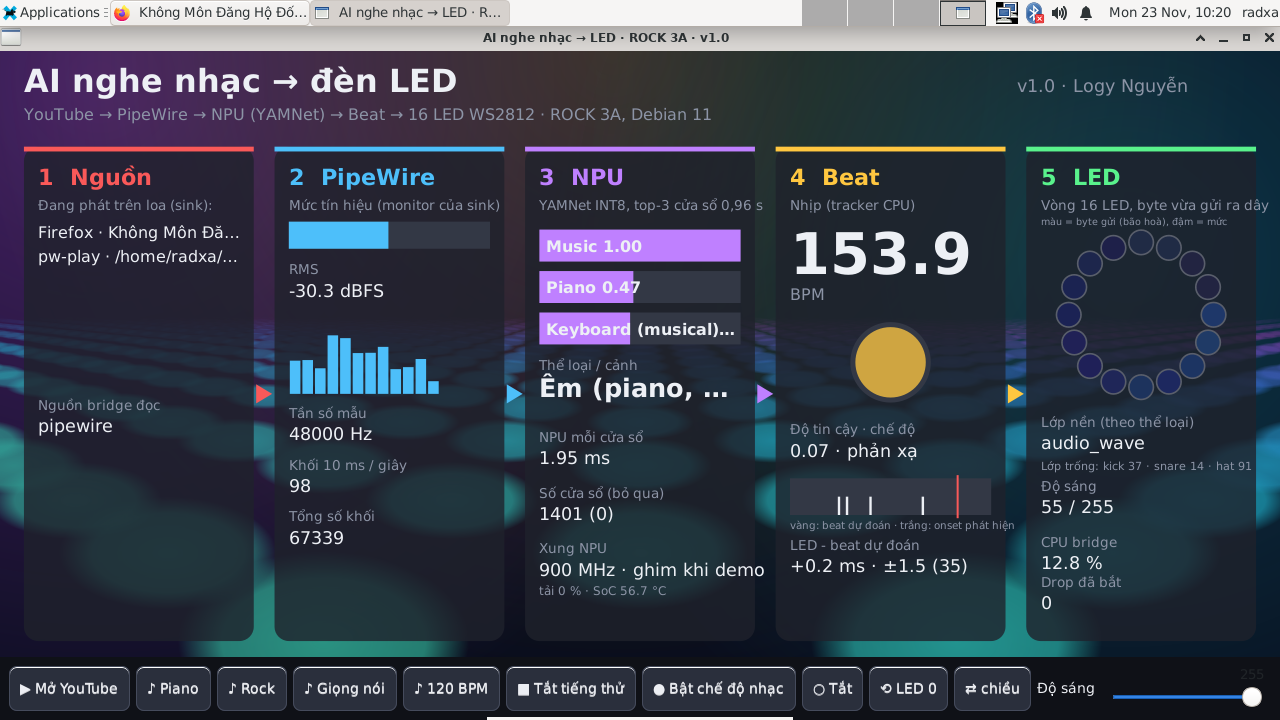 Applications
Không Môn Đăng Hộ Đố...
AI nghe nhạc → LED · R...
Mon 23 Nov, 10:20
radxa
AI nghe nhạc → LED · ROCK 3A · v1.0
AI nghe nhạc → đèn LED
v1.0 · Logy Nguyễn
YouTube → PipeWire → NPU (YAMNet) → Beat → 16 LED WS2812 · ROCK 3A, Debian 11
1 Nguồn
Đang phát trên loa (sink):
Firefox · Không Môn Đă...
pw-play · /home/radxa/...
Nguồn bridge đọc
pipewire
2 PipeWire
Mức tín hiệu (monitor của sink)
RMS
-30.3 dBFS
Tần số mẫu
48000 Hz
Khối 10 ms / giây
98
Tổng số khối
67339
3 NPU
YAMNet INT8, top-3 cửa sổ 0,96 s
Music 1.00
Piano 0.47
Keyboard (musical)...
Thể loại / cảnh
Êm (piano, ...
NPU mỗi cửa sổ
1.95 ms
Số cửa sổ (bỏ qua)
1401 (0)
Xung NPU
900 MHz · ghim khi demo
tải 0 % · SoC 56.7 °C
4 Beat
Nhịp (tracker CPU)
153.9
BPM
Độ tin cậy · chế độ
0.07 · phản xạ
vàng: beat dự đoán · trắng: onset phát hiện
LED - beat dự đoán
+0.2 ms · ±1.5 (35)
5 LED
Vòng 16 LED, byte vừa gửi ra dây
màu = byte gửi (bão hoà), đậm = mức
Lớp nền (theo thể loại)
audio_wave
Lớp trống: kick 37 · snare 14 · hat 91
Độ sáng
55 / 255
CPU bridge
12.8 %
Drop đã bắt
0
▶ Mở YouTube
♪ Piano
♪ Rock
♪ Giọng nói
♪ 120 BPM
■ Tắt tiếng thử
● Bật chế độ nhạc
○ Tắt
⟲ LED 0
⇄ chiều
Độ sáng
255